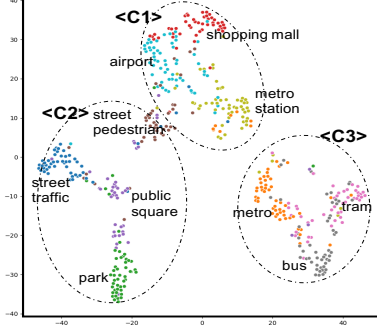 <C1>
shopping mall
airport
metro
station
<C2>
street
pedestrian
<C3>
street
traffic
public
square
metro
tram
bus
park
40
30
20
10
0
−10
−20
−30
−40
−40
−20
0
20
40